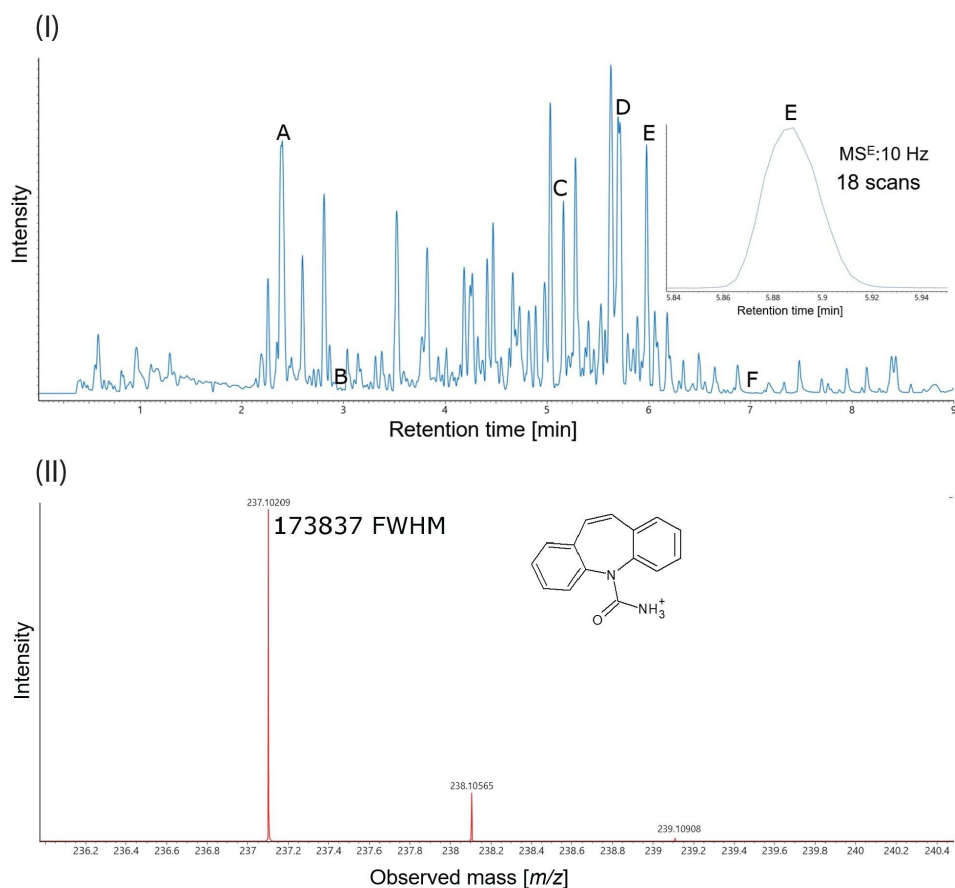 (I)
Intensity
A
B
C
D
E
F
1
2
3
4
5
6
7
8
9
Retention time [min]
E
MSᴱ:10 Hz
18 scans
5.84
5.86
5.88
5.9
5.92
5.94
Retention time [min]
(II)
Intensity
237.10209
173837 FWHM
N
O
NH₃⁺
238.10565
239.10908
236.2
236.4
236.6
236.8
237
237.2
237.4
237.6
237.8
238
238.2
238.4
238.6
238.8
239
239.2
239.4
239.6
239.8
240
240.2
240.4
Observed mass [m/z]